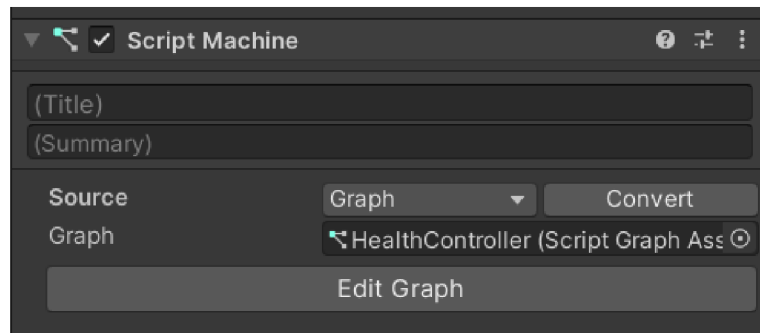 Script Machine
(Title)
(Summary)
Source Graph Convert
Graph HealthController (Script Graph Ass
Edit Graph